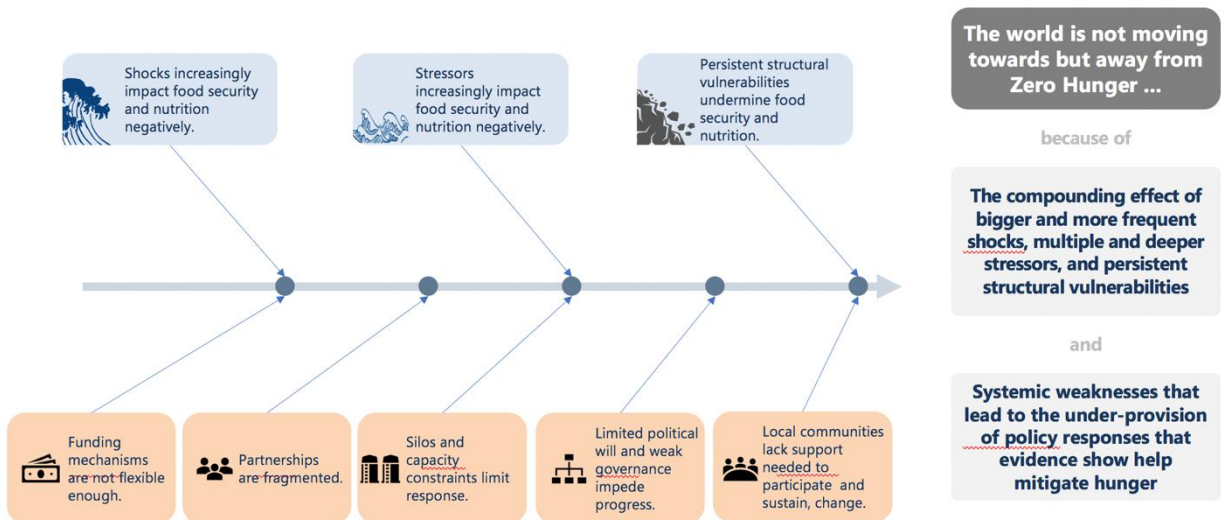 Shocks increasingly
impact food security
and nutrition
negatively.
Stressors
increasingly impact
food security and
nutrition negatively.
Persistent structural
vulnerabilities
undermine food
security and
nutrition.
Funding
mechanisms
are not flexible
enough.
Partnerships
are fragmented.
Silos and
capacity
constraints limit
response.
Limited political
will and weak
governance
impede
progress.
Local communities
lack support
needed to
participate and
sustain, change.
The world is not moving
towards but away from
Zero Hunger ...
because of
The compounding effect of
bigger and more frequent
shocks, multiple and deeper
stressors, and persistent
structural vulnerabilities
and
Systemic weaknesses that
lead to the under-provision
of policy responses that
evidence show help
mitigate hunger